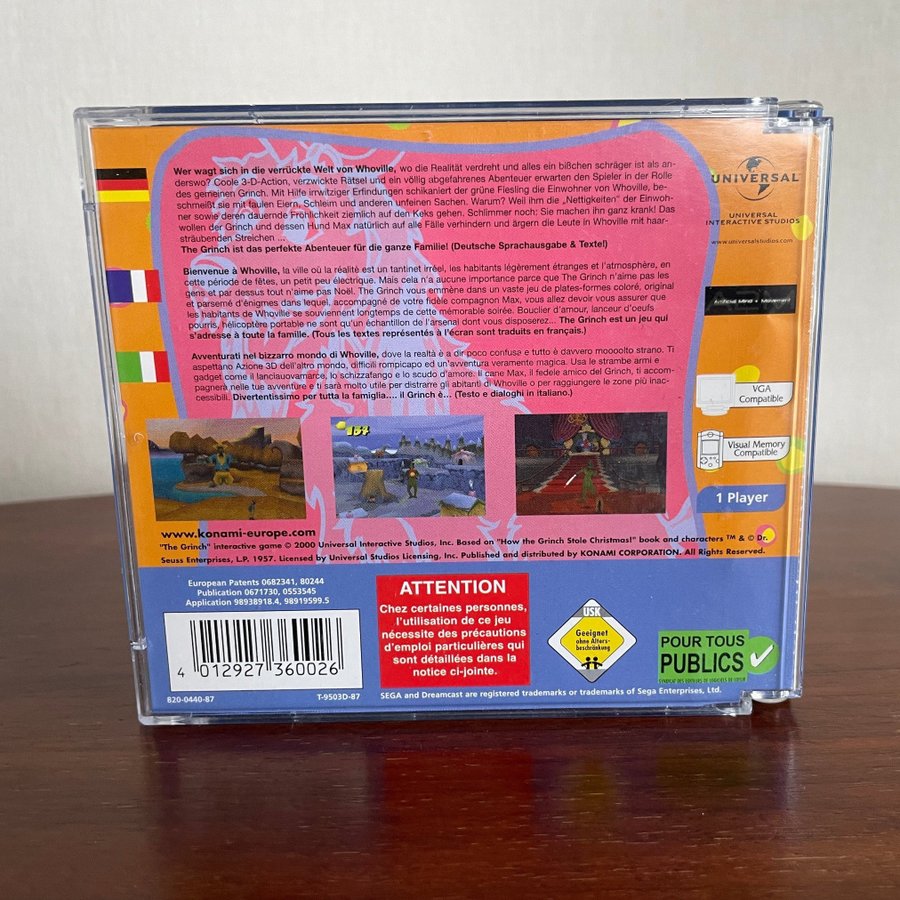 Wer wagt sich in die verrückte Welt von Whoville, wo die Realität verdreht und alles ein bißchen schräger ist als an-
derswo? Coole 3-D-Action, verzwickte Rätsel und ein völlig abgefahrenes Abenteuer erwarten den Spieler in der Rolle
des gemeinen Grinch. Mit Hilfe irrwitziger Erfindungen schikaniert der grüne Fiesling die Einwohner von Whoville, be-
schmeißt sie mit faulen Eiern, Schleim und anderen unfeinen Sachen. Warum? Weil ihm die „Nettigkeiten" der Einwoh-
ner sowie deren dauernde Fröhlichkeit ziemlich auf den Keks gehen. Schlimmer noch: Sie machen ihn ganz krank! Das
wollen der Grinch und dessen Hund Max natürlich auf alle Fälle verhindern und ärgern die Leute in Whoville mit haar-
sträubenden Streichen ...
The Grinch ist das perfekte Abenteuer für die ganze Familie! (Deutsche Sprachausgabe & Texte!)
Bienvenue à Whoville, la ville où la réalité est un tantinet irréel, les habitants légèrement étranges et l'atmosphère, en
cette période de fêtes, un petit peu électrique. Mais cela n'a aucune importance parce que The Grinch n'aime pas les
gens et par dessus tout n'aime pas Noël. The Grinch vous emmène dans un vaste jeu de plates-formes coloré, original
et parsemé d'énigmes dans lequel, accompagné de votre fidèle compagnon Max, vous allez devoir vous assurer que
les habitants de Whoville se souviennent longtemps de cette mémorable soirée. Bouclier d'amour, lanceur d'oeufs
pourris, hélicoptère portable ne sont qu'un échantillon de l'arsenal dont vous disposerez... The Grinch est un jeu qui
s'adresse à toute la famille. (Tous les textes représentés à l'écran sont traduits en français.)
Avventurati nel bizzarro mondo di Whoville, dove la realtà è a dir poco confusa e tutto è davvero moooolto strano. Ti
aspettano Azione 3D dell'altro mondo, difficili rompicapo ed un'avventura veramente magica. Usa le strambe armi e
gadget come il lanciauovamarce, lo schizzafango e lo scudo d'amore. Il cane Max, il fedele amico del Grinch, ti accom-
pagnerà nelle tue avventure e ti sarà molto utile per distrarre gli abitanti di Whoville o per raggiungere le zone più inac-
cessibili. Divertentissimo per tutta la famiglia.... il Grinch è... (Testo e dialoghi in italiano.)
UNIVERSAL
UNIVERSAL
INTERACTIVE STUDIOS
www.universalstudios.com
Artificial Mind + Movement
VGA
Compatible
Visual Memory
Compatible
1 Player
134
www.konami-europe.com
"The Grinch" interactive game © 2000 Universal Interactive Studios, Inc. Based on "How the Grinch Stole Christmas!" book and characters ™ & © Dr.
Seuss Enterprises, L.P. 1957. Licensed by Universal Studios Licensing, Inc. Published and distributed by KONAMI CORPORATION. All Rights Reserved.
European Patents 0682341, 80244
Publication 0671730, 0553545
Application 98938918.4, 98919599.5
4 012927 360026
820-0440-87
T-9503D-87
ATTENTION
Chez certaines personnes,
l'utilisation de ce jeu
nécessite des précautions
d'emploi particulières qui
sont détaillées dans la
notice ci-jointe.
USK
Geeignet
ohne Alters-
beschränkung
POUR TOUS
PUBLICS
SYNDICAT DES EDITEURS DE LOGICIELS DE LOISIR
SEGA and Dreamcast are registered trademarks or trademarks of Sega Enterprises, Ltd.